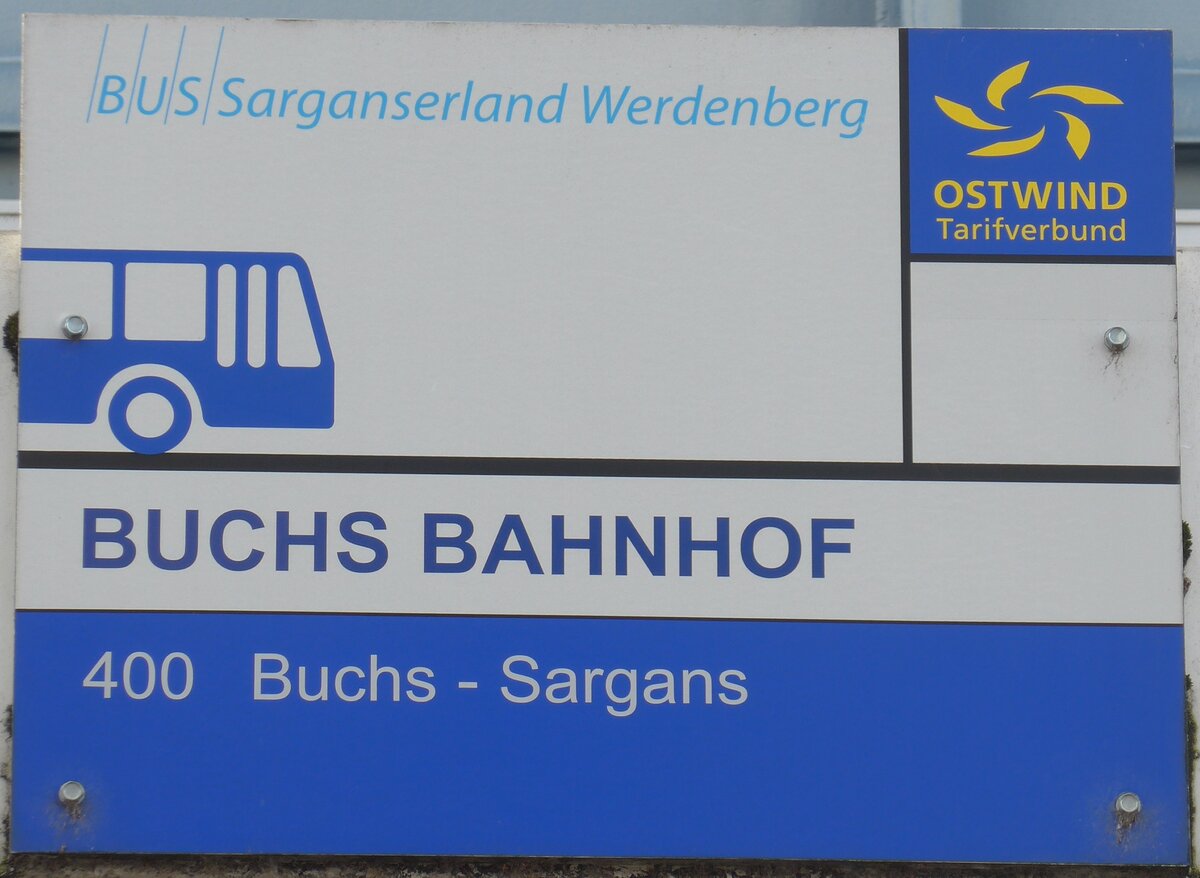 BUS Sarganserland Werdenberg
OSTWIND
Tarifverbund
BUCHS BAHNHOF
400 Buchs - Sargans